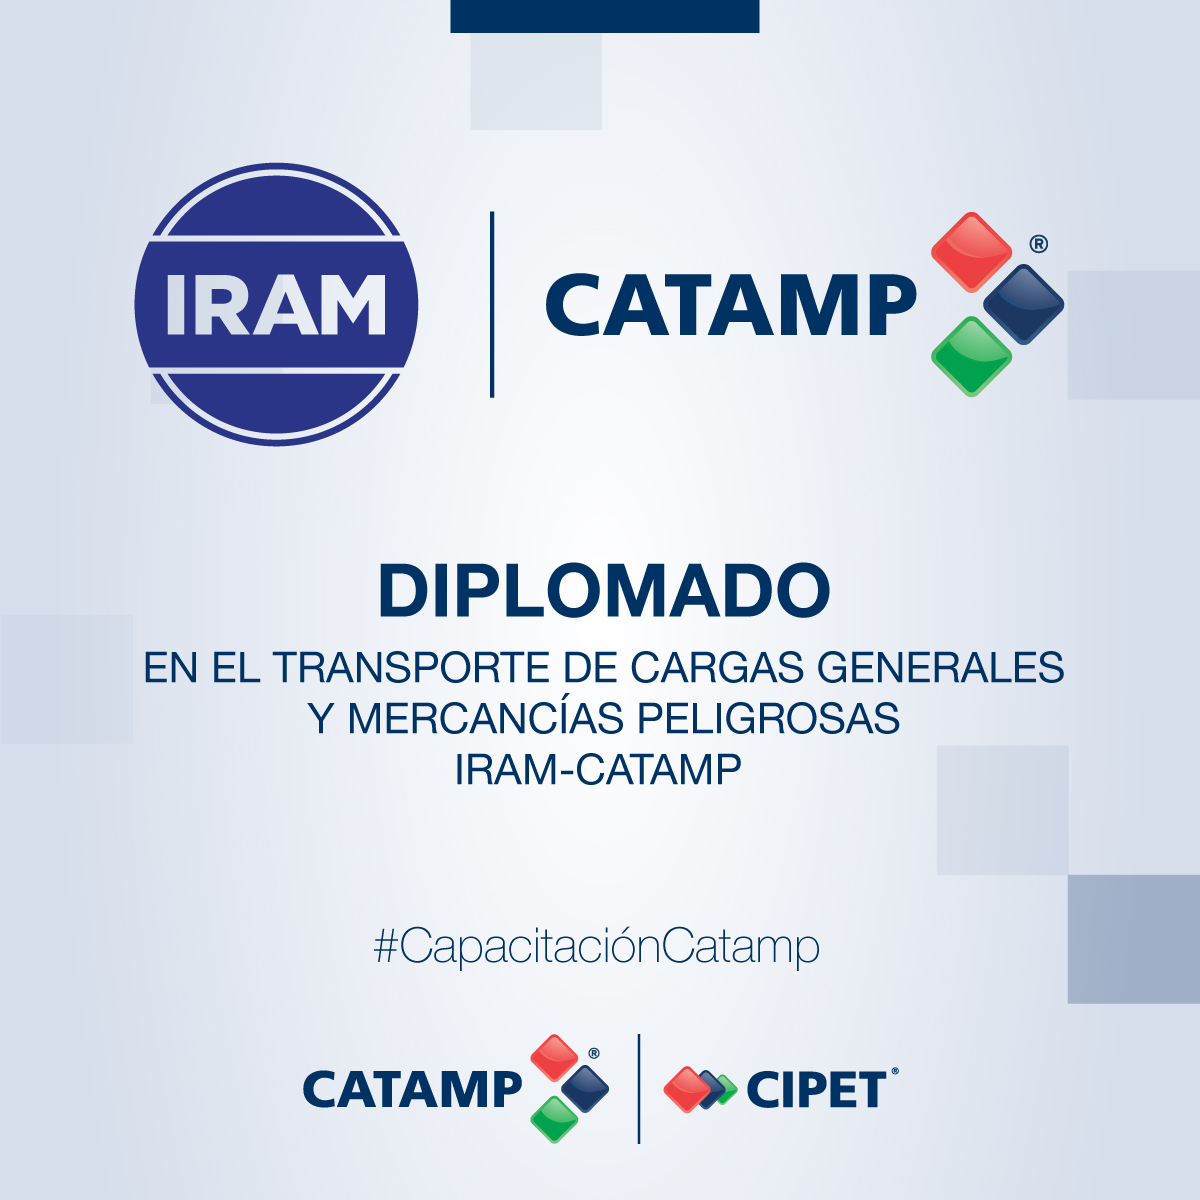 IRAM
CATAMP®
DIPLOMADO
EN EL TRANSPORTE DE CARGAS GENERALES
Y MERCANCÍAS PELIGROSAS
IRAM-CATAMP
#CapacitaciónCatamp
CATAMP®
CIPET®